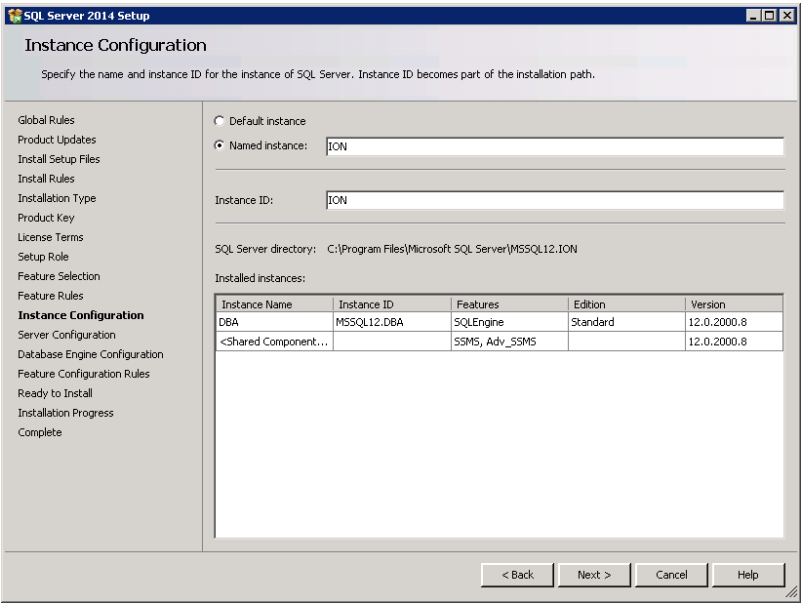 SQL Server 2014 Setup
Instance Configuration
Specify the name and instance ID for the instance of SQL Server. Instance ID becomes part of the installation path.
Global Rules
Product Updates
Install Setup Files
Install Rules
Installation Type
Product Key
License Terms
Setup Role
Feature Selection
Feature Rules
Instance Configuration
Server Configuration
Database Engine Configuration
Feature Configuration Rules
Ready to Install
Installation Progress
Complete
Default instance
Named instance: ION
Instance ID: ION
SQL Server directory: C:\Program Files\Microsoft SQL Server\MSSQL12.ION
Installed instances:
Instance Name Instance ID Features Edition Version
DBA MSSQL12.DBA SQLEngine Standard 12.0.2000.8
<Shared Component... SSMS, Adv_SSMS 12.0.2000.8
< Back Next > Cancel Help